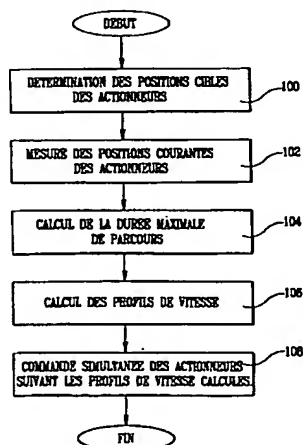 DEBUT
DETERMINATION DES POSITIONS CIBLES
DES ACTIONNEURS
100
MESURE DES POSITIONS COURANTES
DES ACTIONNEURS
102
CALCUL DE LA DUREE MAXIMALE
DE PARCOURS
104
CALCUL DES PROFILS DE VITESSE
106
108
COMMANDE SIMULTANEE DES ACTIONNEURS
SUIVANT LES PROFILS DE VITESSE CALCULES.
FIN